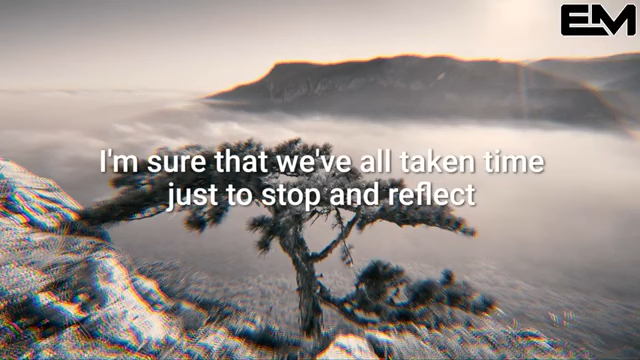 EM
I'm sure that we've all taken time
just to stop and reflect